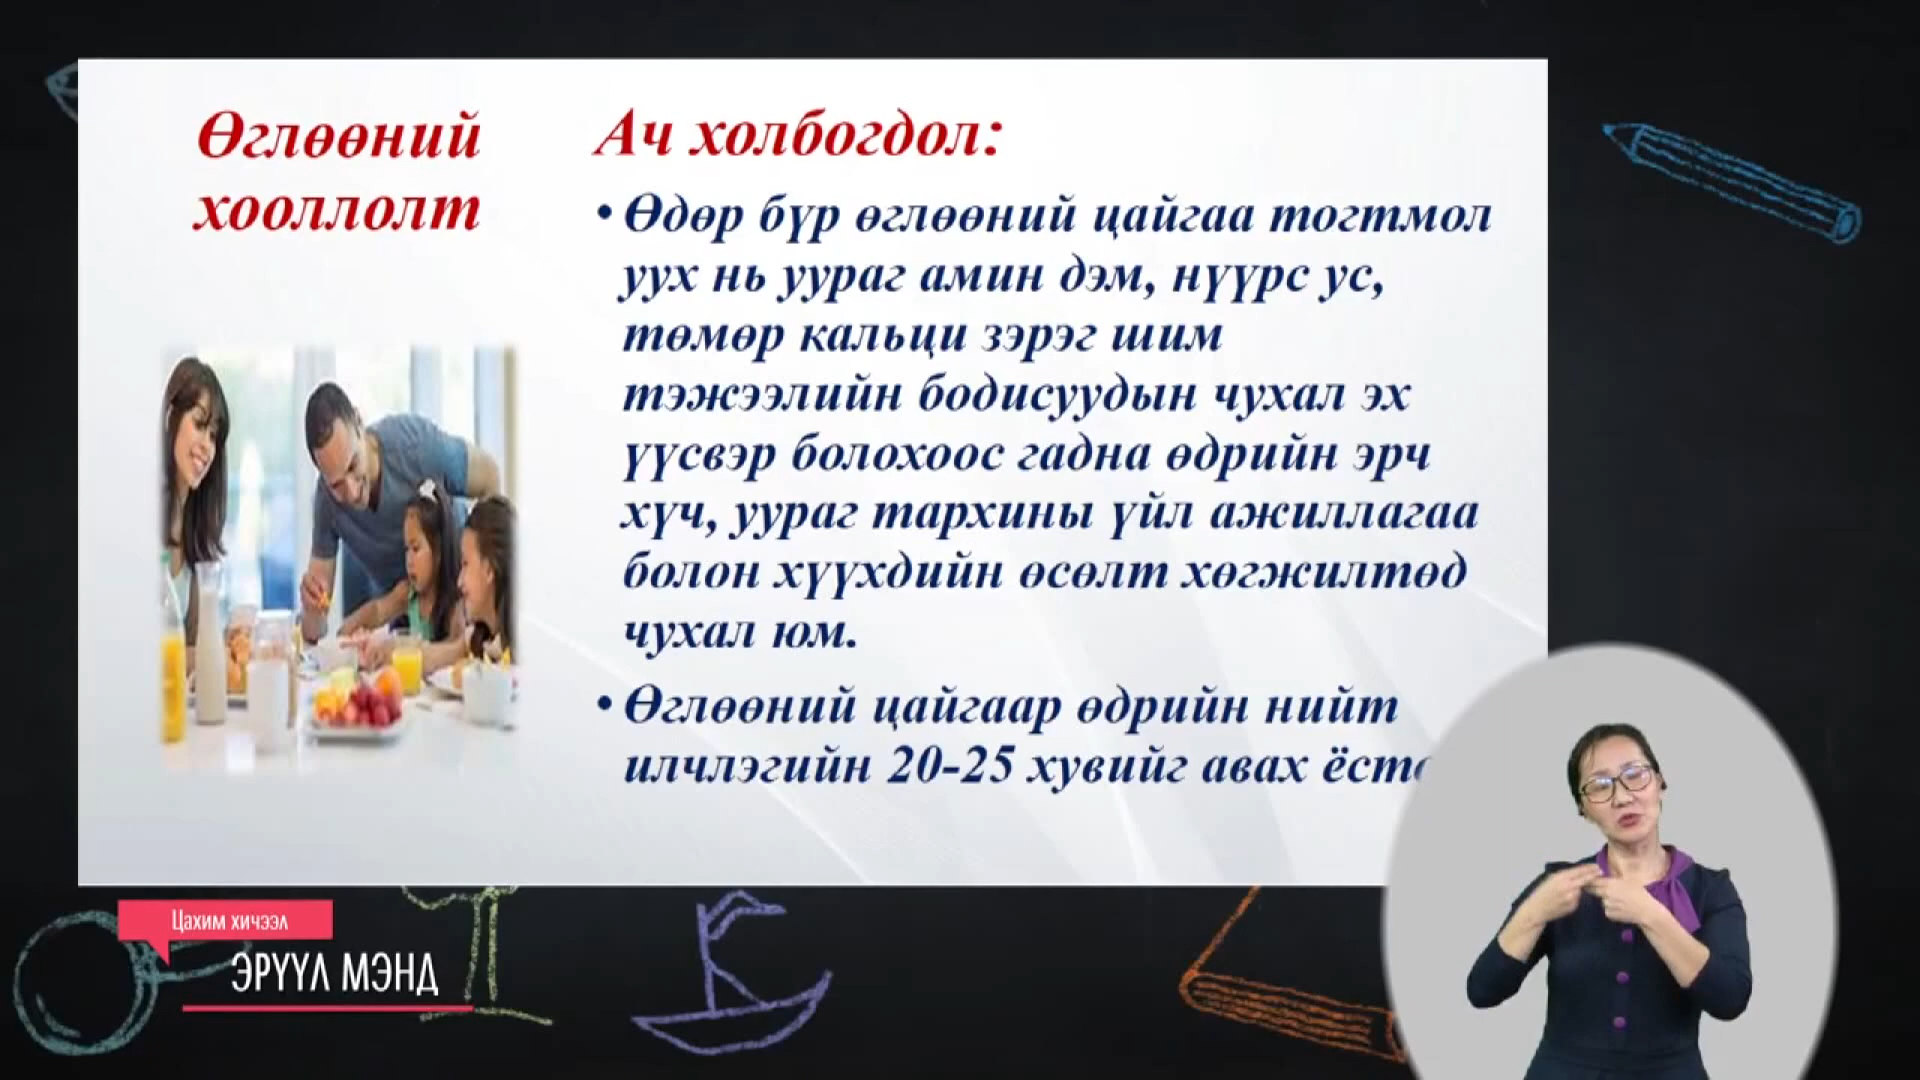 Өглөөний
хооллолт
Ач холбогдол:
• Өдөр бүр өглөөний цайгаа тогтмол
уух нь уураг амин дэм, нүүрс ус,
төмөр кальци зэрэг шим
тэжээлийн бодисуудын чухал эх
үүсвэр болохоос гадна өдрийн эрч
хүч, уураг тархины үйл ажиллагаа
болон хүүхдийн өсөлт хөгжилтөд
чухал юм.
• Өглөөний цайгаар өдрийн нийт
илчлэгийн 20-25 хувийг авах
Цахим хичээл
ЭРҮҮЛ МЭНД